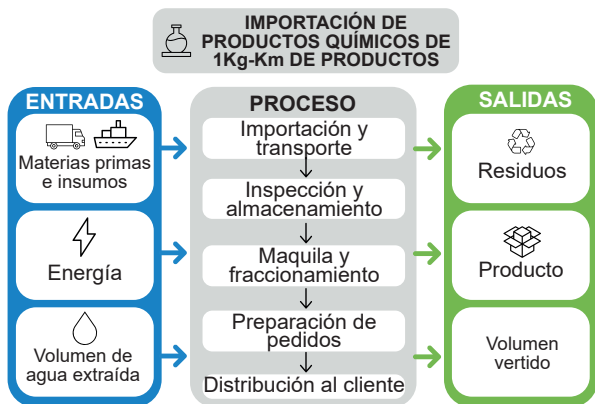 IMPORTACIÓN DE
PRODUCTOS QUÍMICOS DE
1Kg-Km DE PRODUCTOS
ENTRADAS
Materias primas
e insumos
Energía
Volumen de
agua extraída
PROCESO
Importación y
transporte
Inspección y
almacenamiento
Maquila y
fraccionamiento
Preparación de
pedidos
Distribución al cliente
SALIDAS
Residuos
Producto
Volumen
vertido